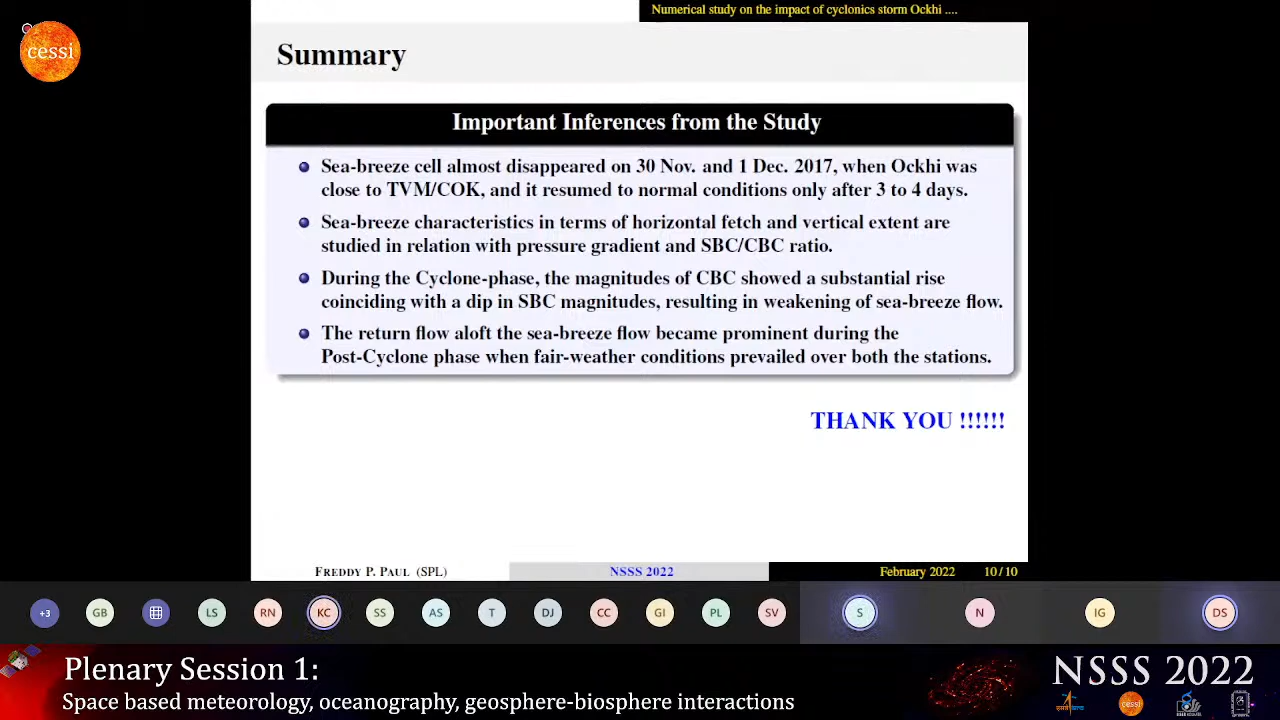 Numerical study on the impact of cyclonics storm Ockhi ....
cessi
Summary
Important Inferences from the Study
Sea-breeze cell almost disappeared on 30 Nov. and 1 Dec. 2017, when Ockhi was
close to TVM/COK, and it resumed to normal conditions only after 3 to 4 days.
Sea-breeze characteristics in terms of horizontal fetch and vertical extent are
studied in relation with pressure gradient and SBC/CBC ratio.
During the Cyclone-phase, the magnitudes of CBC showed a substantial rise
coinciding with a dip in SBC magnitudes, resulting in weakening of sea-breeze flow.
The return flow aloft the sea-breeze flow became prominent during the
Post-Cyclone phase when fair-weather conditions prevailed over both the stations.
THANK YOU !!!!!!
FREDDY P. PAUL (SPL) NSSS 2022 February 2022 10/10
+3 GB LS RN KC SS AS T DJ CC GI PL SV S N IG DS
Plenary Session 1:
Space based meteorology, oceanography, geosphere-biosphere interactions
NSSS 2022
cessi